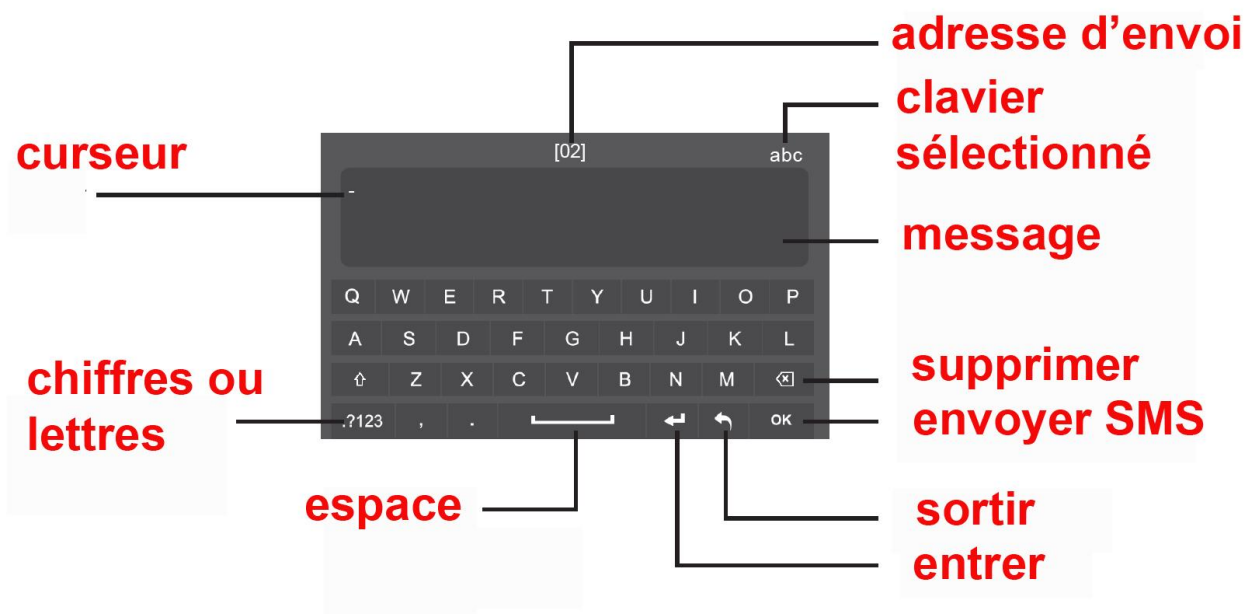 adresse d’envoi
clavier
sélectionné
curseur
[02]
abc
-
message
Q W E R T Y U I O P
A S D F G H J K L
Z X C V B N M
chiffres ou
lettres
.?123 , . OK
supprimer
envoyer SMS
espace
sortir
entrer